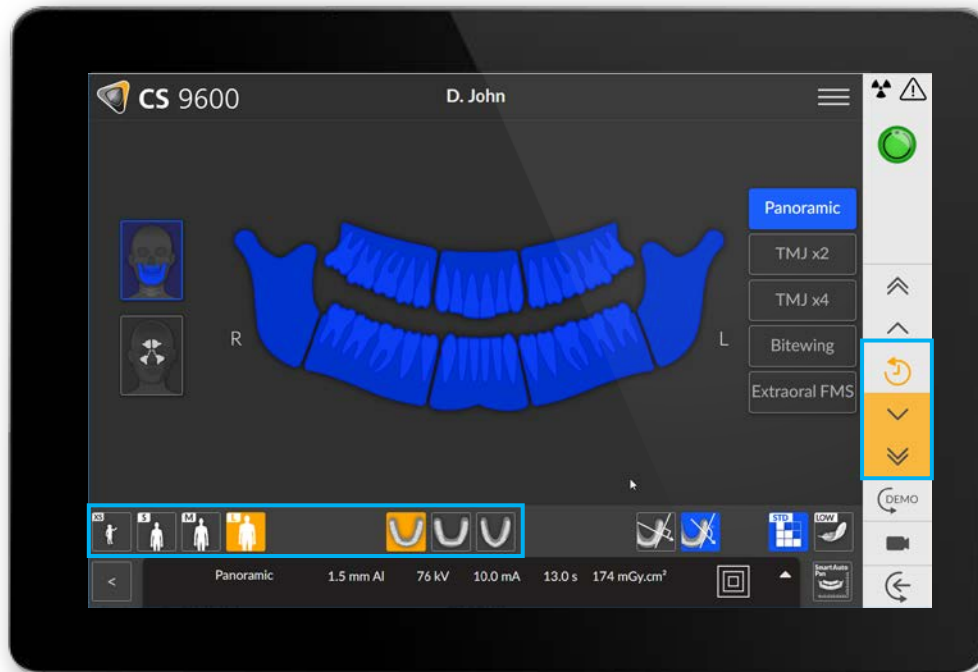 CS 9600
D. John
Panoramic
TMJ x2
TMJ x4
R
L
Bitewing
Extraoral FMS
DEMO
XS
S
M
L
STD
LOW
<
Panoramic 1.5 mm Al 76 kV 10.0 mA 13.0 s 174 mGy.cm²
SmartAuto
Pan